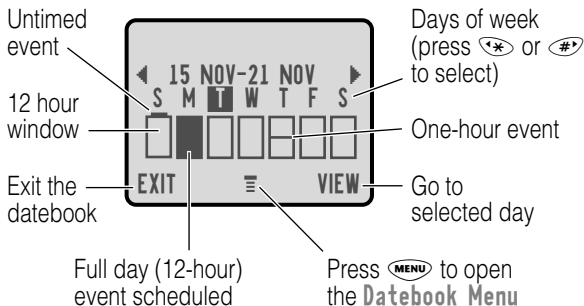 Untimed
event
Days of week
(press * or #
to select)
15 NOV-21 NOV
S M T W T F S
12 hour
window
One-hour event
EXIT VIEW
Exit the
datebook
Go to
selected day
Full day (12-hour)
event scheduled
Press MENU to open
the Datebook Menu